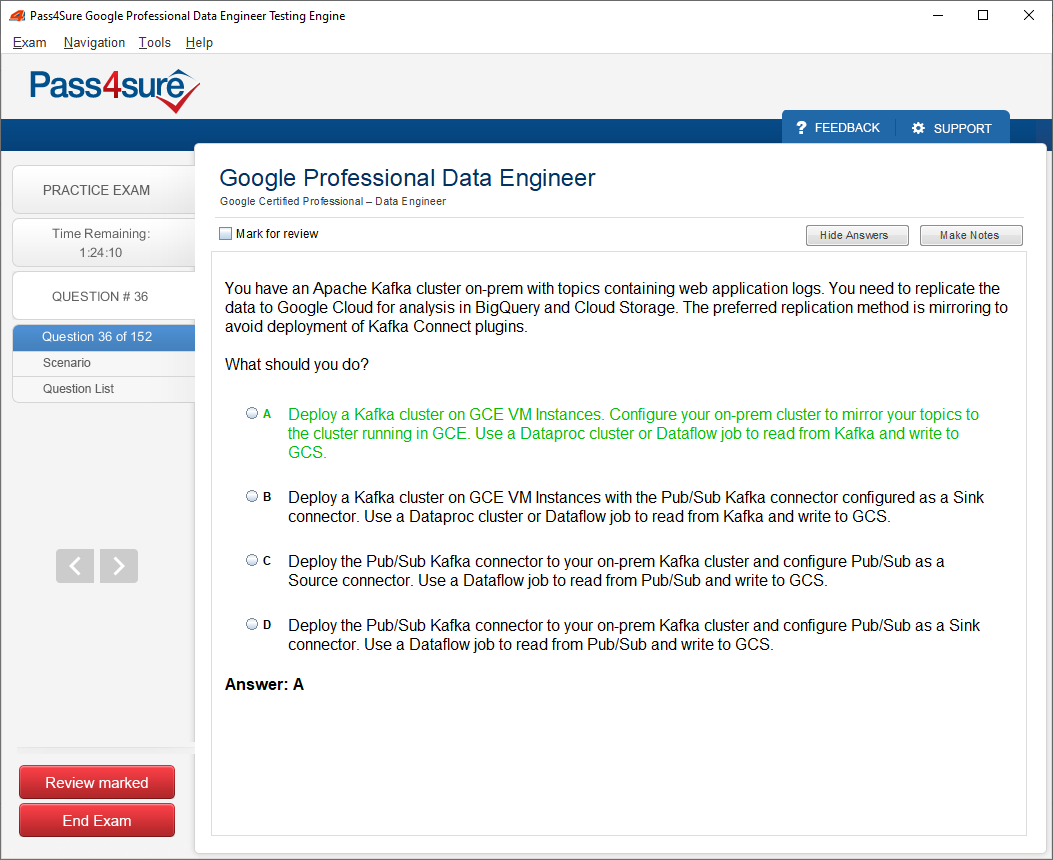 Pass4Sure Google Professional Data Engineer Testing Engine
Exam Navigation Tools Help
Pass4sure
? FEEDBACK SUPPORT
PRACTICE EXAM
Time Remaining:
1:24:10
QUESTION # 36
Question 36 of 152
Scenario
Question List
Review marked
End Exam
Google Professional Data Engineer
Google Certified Professional – Data Engineer
Mark for review
Hide Answers Make Notes
You have an Apache Kafka cluster on-prem with topics containing web application logs. You need to replicate the
data to Google Cloud for analysis in BigQuery and Cloud Storage. The preferred replication method is mirroring to
avoid deployment of Kafka Connect plugins.
What should you do?
A Deploy a Kafka cluster on GCE VM Instances. Configure your on-prem cluster to mirror your topics to
the cluster running in GCE. Use a Dataproc cluster or Dataflow job to read from Kafka and write to
GCS.
B Deploy a Kafka cluster on GCE VM Instances with the Pub/Sub Kafka connector configured as a Sink
connector. Use a Dataproc cluster or Dataflow job to read from Kafka and write to GCS.
C Deploy the Pub/Sub Kafka connector to your on-prem Kafka cluster and configure Pub/Sub as a
Source connector. Use a Dataflow job to read from Pub/Sub and write to GCS.
D Deploy the Pub/Sub Kafka connector to your on-prem Kafka cluster and configure Pub/Sub as a Sink
connector. Use a Dataflow job to read from Pub/Sub and write to GCS.
Answer: A